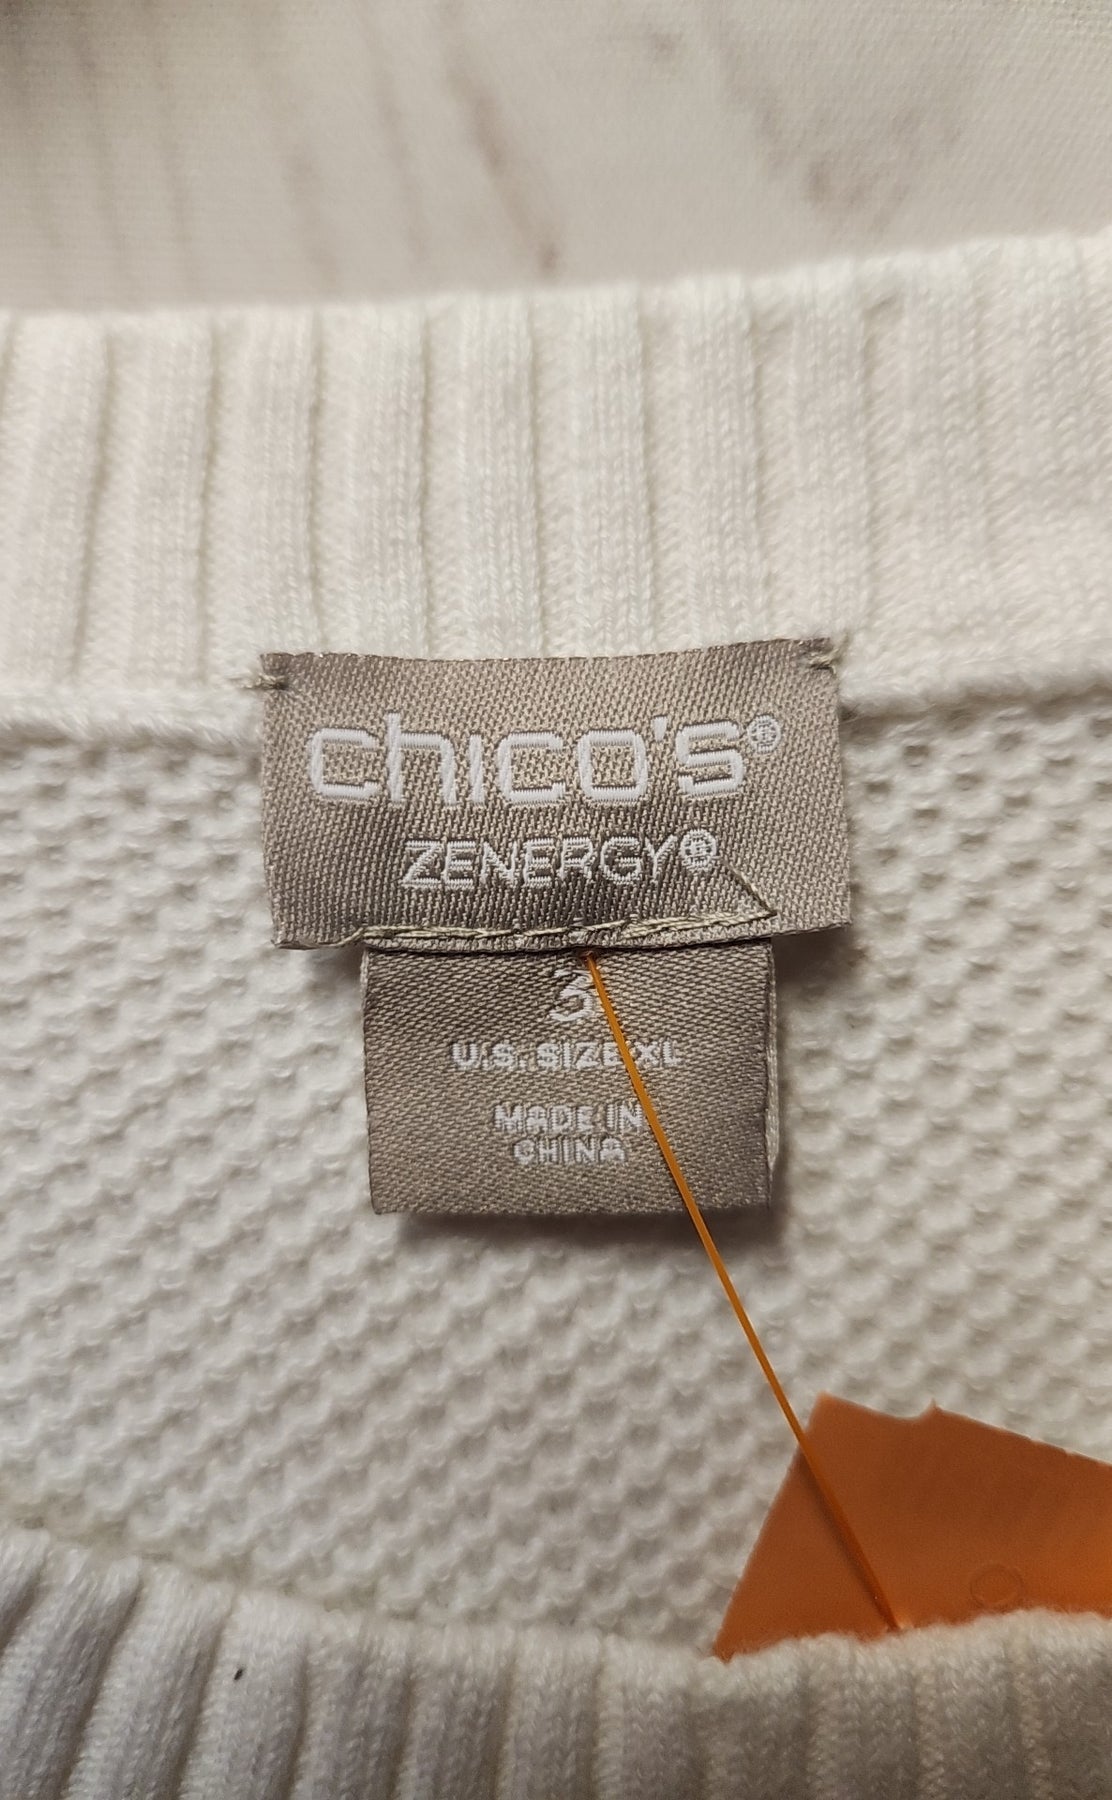 chico's®
ZENERGY®
3
U.S. SIZE XL
MADE IN
CHINA